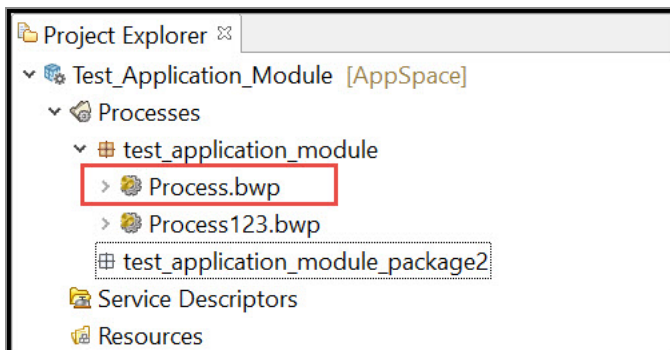 Project Explorer
Test_Application_Module [AppSpace]
Processes
test_application_module
Process.bwp
Process123.bwp
test_application_module_package2
Service Descriptors
Resources